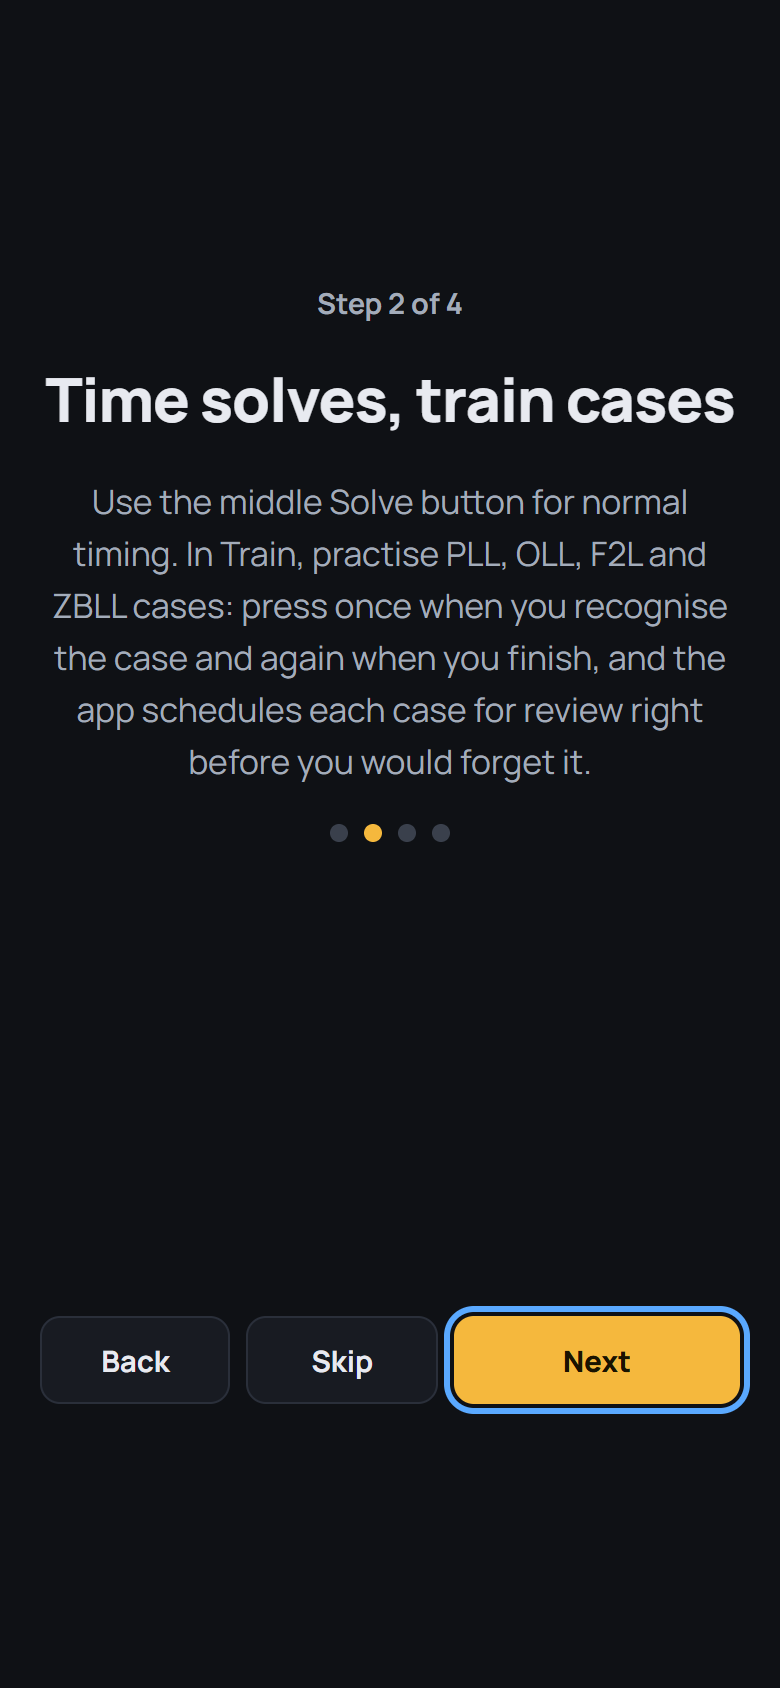 Step 2 of 4
Time solves, train cases
Use the middle Solve button for normal
timing. In Train, practise PLL, OLL, F2L and
ZBLL cases: press once when you recognise
the case and again when you finish, and the
app schedules each case for review right
before you would forget it.
Back Skip Next